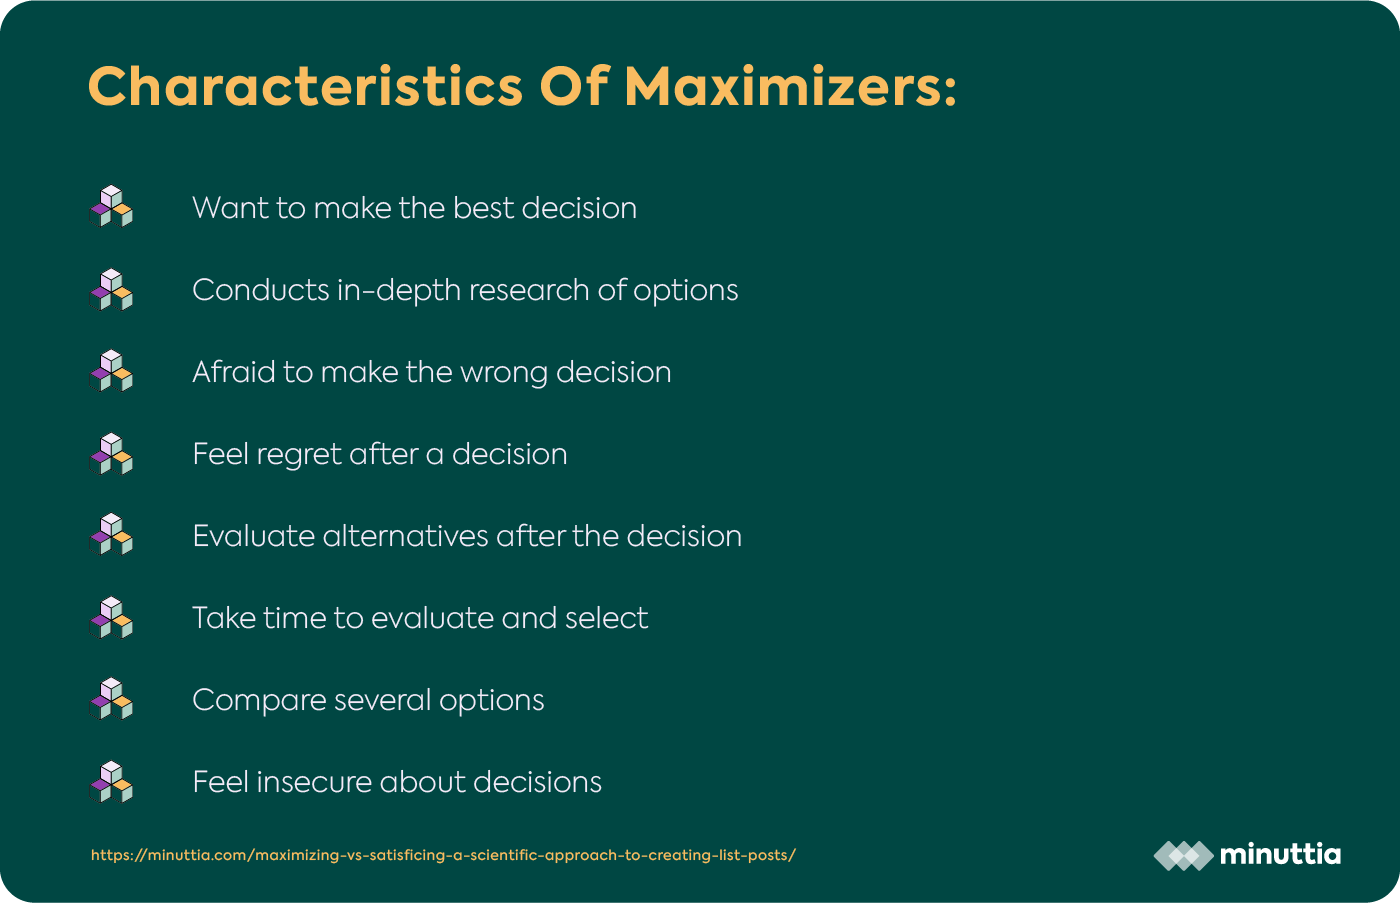 Characteristics Of Maximizers:
Want to make the best decision
Conducts in-depth research of options
Afraid to make the wrong decision
Feel regret after a decision
Evaluate alternatives after the decision
Take time to evaluate and select
Compare several options
Feel insecure about decisions
https://minuttia.com/maximizing-vs-satisficing-a-scientific-approach-to-creating-list-posts/
minuttia